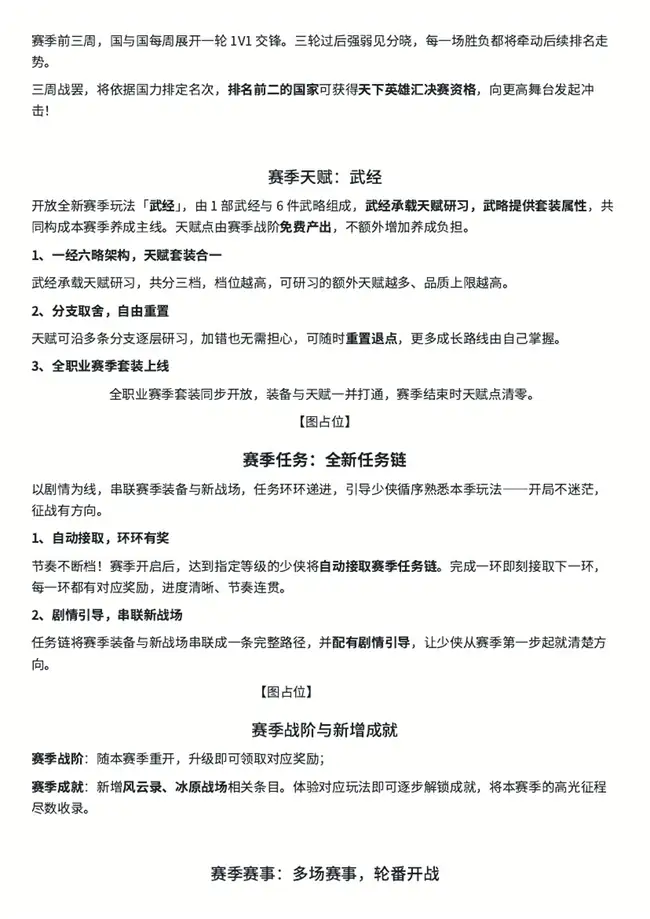 赛季前三周，国与国每周展开一轮 1V1 交锋。三轮过后强弱见分晓，每一场胜负都将牵动后续排名走
势。
三周战罢，将依据国力排定名次，排名前二的国家可获得天下英雄汇决赛资格，向更高舞台发起冲
击！
赛季天赋：武经
开放全新赛季玩法「武经」，由 1 部武经与 6 件武略组成，武经承载天赋研习，武略提供套装属性，共
同构成本赛季养成主线。天赋点由赛季战阶免费产出，不额外增加养成负担。
1、一经六略架构，天赋套装合一
武经承载天赋研习，共分三档，档位越高，可研习的额外天赋越多、品质上限越高。
2、分支取舍，自由重置
天赋可沿多条分支逐层研习，加错也无需担心，可随时重置退点，更多成长路线由自己掌握。
3、全职业赛季套装上线
全职业赛季套装同步开放，装备与天赋一并打通，赛季结束时天赋点清零。
【图占位】
赛季任务：全新任务链
以剧情为线，串联赛季装备与新战场，任务环环递进，引导少侠循序熟悉本季玩法——开局不迷茫，
征战有方向。
1、自动接取，环环有奖
节奏不断档！赛季开启后，达到指定等级的少侠将自动接取赛季任务链。完成一环即刻接取下一环，
每一环都有对应奖励，进度清晰、节奏连贯。
2、剧情引导，串联新战场
任务链将赛季装备与新战场串联成一条完整路径，并配有剧情引导，让少侠从赛季第一步起就清楚方
向。
【图占位】
赛季战阶与新增成就
赛季战阶：随本赛季重开，升级即可领取对应奖励；
赛季成就：新增风云录、冰原战场相关条目。体验对应玩法即可逐步解锁成就，将本赛季的高光征程
尽数收录。
赛季赛事：多场赛事，轮番开战